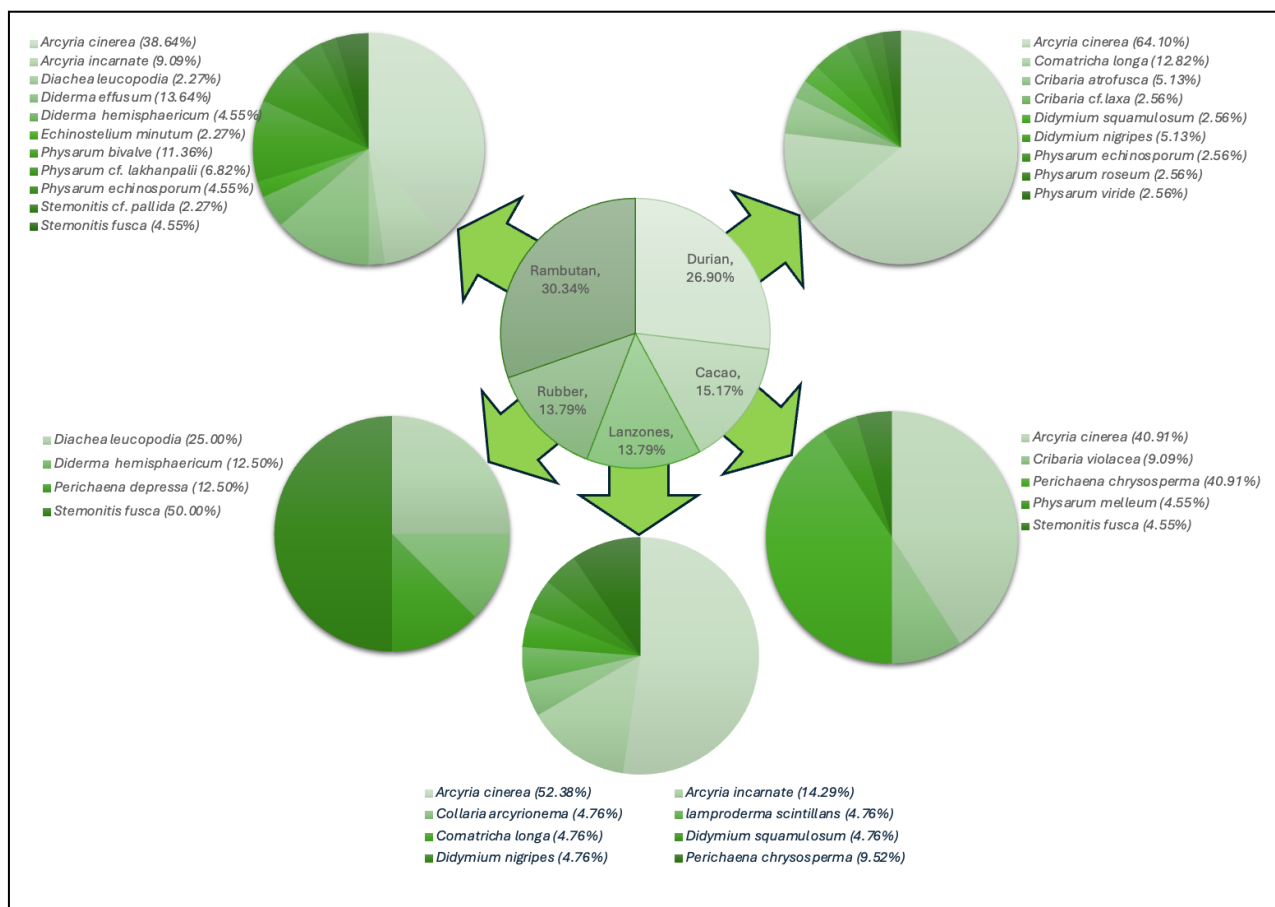 Arcyria cinerea (38.64%)
Arcyria incarnate (9.09%)
Diachea leucopodia (2.27%)
Diderma effusum (13.64%)
Diderma hemisphaericum (4.55%)
Echinostelium minutum (2.27%)
Physarum bivalve (11.36%)
Physarum cf. lakhanpalii (6.82%)
Physarum echinosporum (4.55%)
Stemonitis cf. pallida (2.27%)
Stemonitis fusca (4.55%)
Arcyria cinerea (64.10%)
Comatricha longa (12.82%)
Cribaria atrofusca (5.13%)
Cribaria cf.laxa (2.56%)
Didymium squamulosum (2.56%)
Didymium nigripes (5.13%)
Physarum echinosporum (2.56%)
Physarum roseum (2.56%)
Physarum viride (2.56%)
Rambutan,
30.34%
Durian,
26.90%
Cacao,
15.17%
Rubber,
13.79%
Lanzones,
13.79%
Diachea leucopodia (25.00%)
Diderma hemisphaericum (12.50%)
Perichaena depressa (12.50%)
Stemonitis fusca (50.00%)
Arcyria cinerea (40.91%)
Cribaria violacea (9.09%)
Perichaena chrysosperma (40.91%)
Physarum melleum (4.55%)
Stemonitis fusca (4.55%)
Arcyria cinerea (52.38%)
Arcyria incarnate (14.29%)
Collaria arcyrionema (4.76%)
lamproderma scintillans (4.76%)
Comatricha longa (4.76%)
Didymium squamulosum (4.76%)
Didymium nigripes (4.76%)
Perichaena chrysosperma (9.52%)